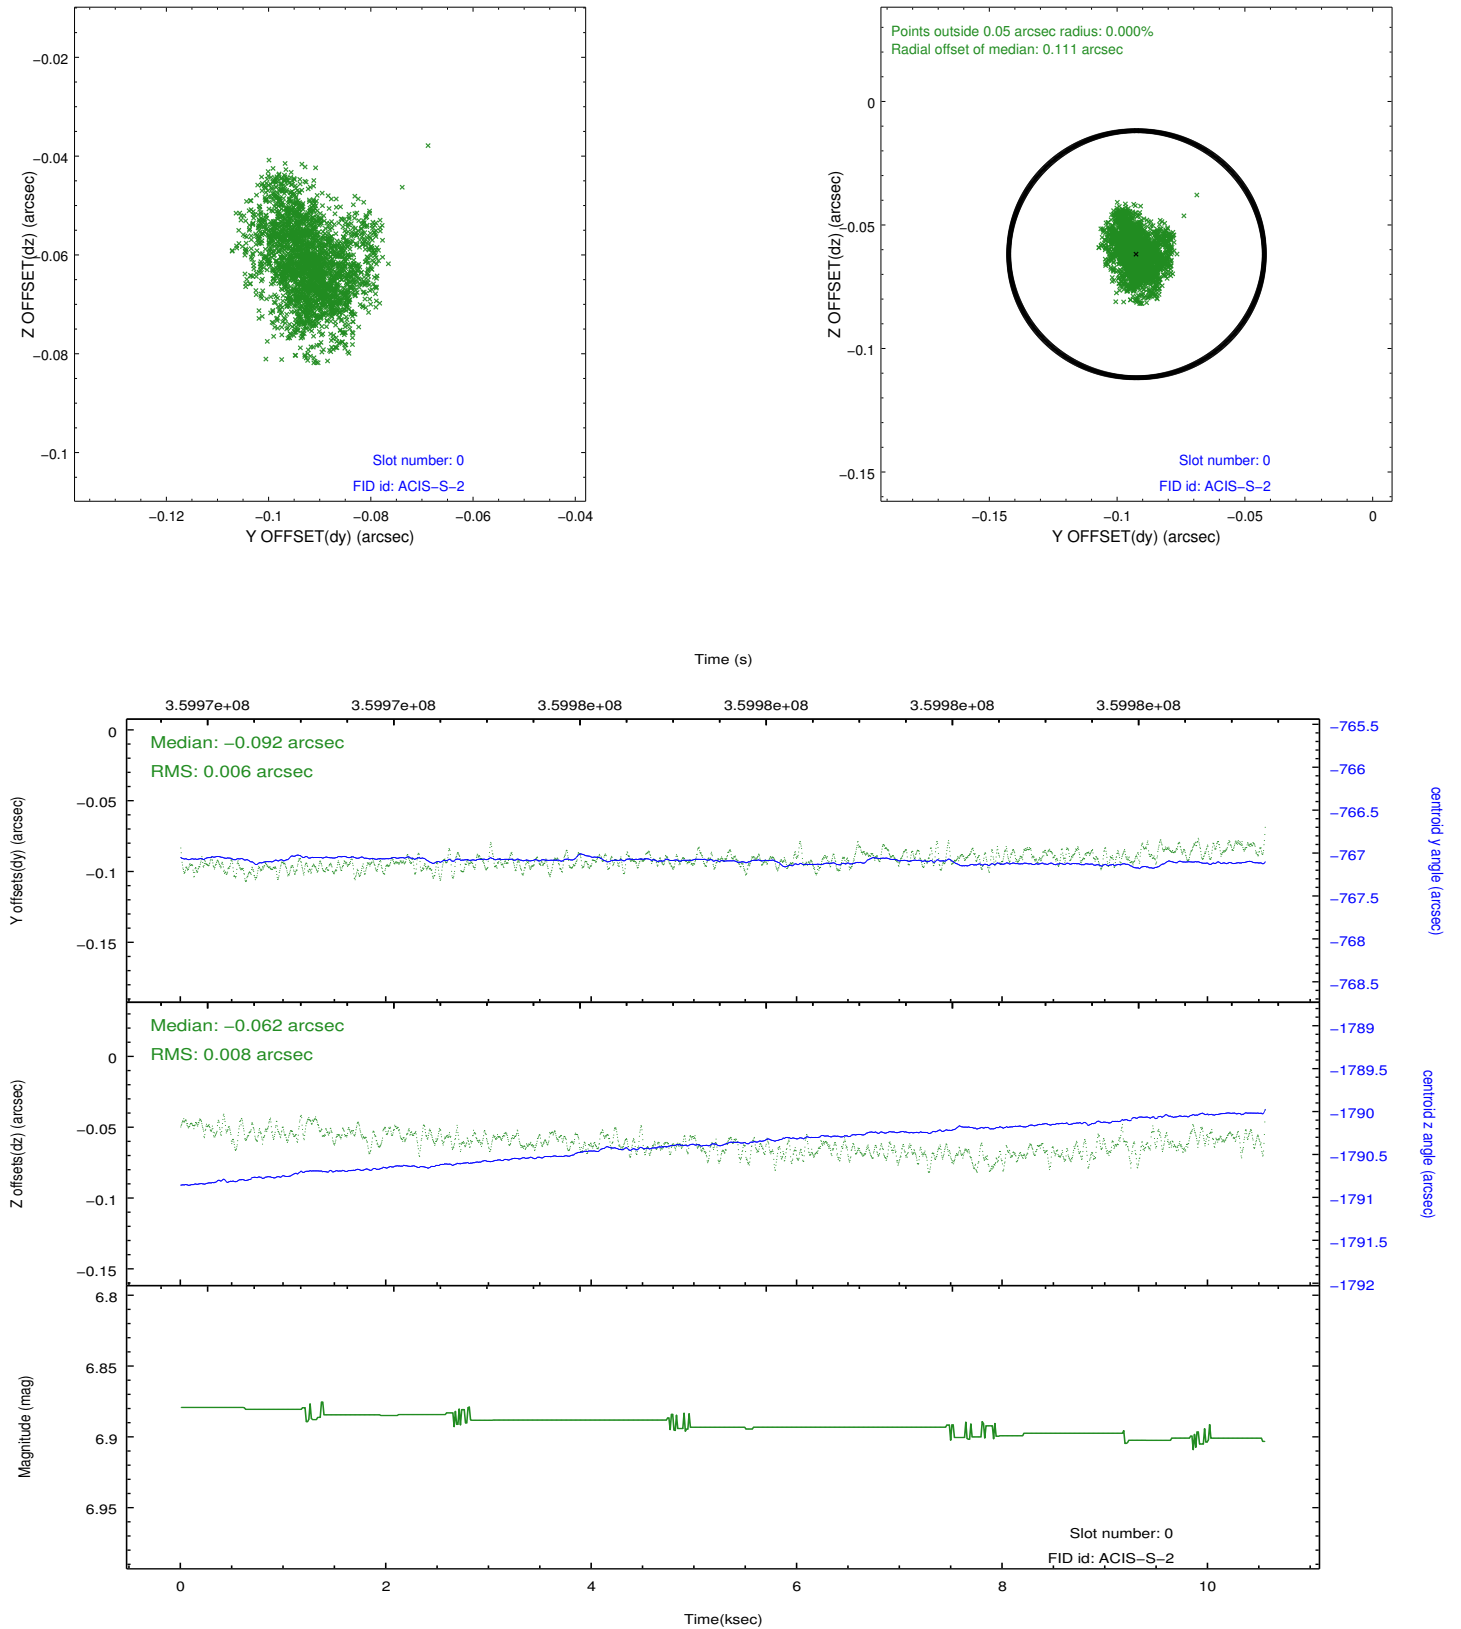 −0.02
−0.04
−0.06
−0.08
−0.1
Z OFFSET(dz) (arcsec)
Slot number: 0
FID id: ACIS−S−2
−0.12
−0.1
−0.08
−0.06
−0.04
Y OFFSET(dy) (arcsec)
Points outside 0.05 arcsec radius: 0.000%
Radial offset of median: 0.111 arcsec
0
−0.05
−0.1
−0.15
Z OFFSET(dz) (arcsec)
Slot number: 0
FID id: ACIS−S−2
−0.15
−0.1
−0.05
0
Y OFFSET(dy) (arcsec)
Time (s)
3.5997e+08
3.5997e+08
3.5998e+08
3.5998e+08
3.5998e+08
3.5998e+08
Median: −0.092 arcsec
RMS: 0.006 arcsec
0
−0.05
−0.1
−0.15
Y offsets(dy) (arcsec)
−765.5
−766
−766.5
−767
−767.5
−768
−768.5
centroid y angle (arcsec)
Median: −0.062 arcsec
RMS: 0.008 arcsec
0
−0.05
−0.1
−0.15
Z offsets(dz) (arcsec)
−1789
−1789.5
−1790
−1790.5
−1791
−1791.5
−1792
centroid z angle (arcsec)
6.8
6.85
6.9
6.95
Magnitude (mag)
Slot number: 0
FID id: ACIS−S−2
0
2
4
6
8
10
Time(ksec)